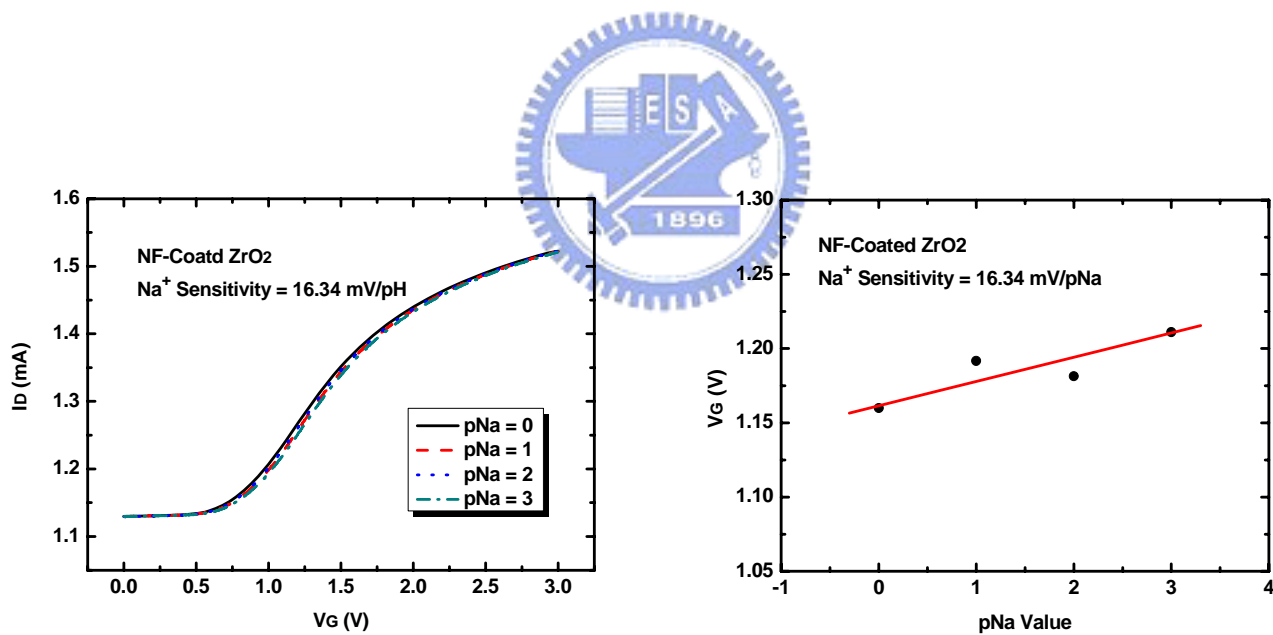 E S A
1896
1.6
1.5
1.4
1.3
1.2
1.1
ID (mA)
NF-Coatd ZrO2
Na+ Sensitivity = 16.34 mV/pH
pNa = 0
pNa = 1
pNa = 2
pNa = 3
0.0 0.5 1.0 1.5 2.0 2.5 3.0
VG (V)
1.30
1.25
1.20
1.15
1.10
1.05
VG (V)
NF-Coated ZrO2
Na+ Sensitivity = 16.34 mV/pNa
-1 0 1 2 3 4
pNa Value